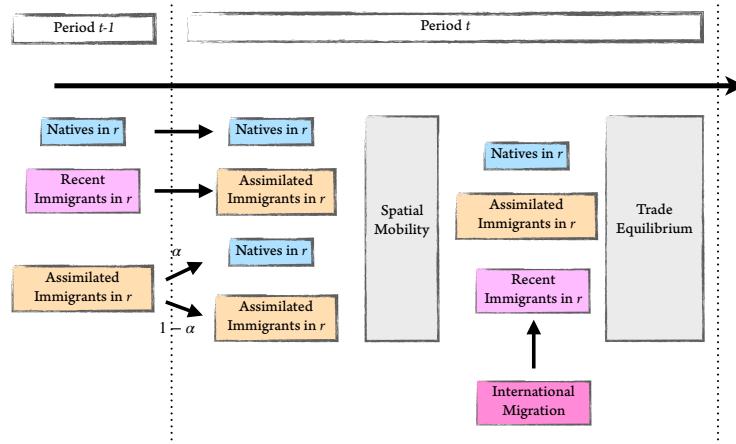 Period t-1
Period t
Natives in r
Natives in r
Natives in r
Recent
Immigrants in r
Assimilated
Immigrants in r
Spatial
Mobility
Assimilated
Immigrants in r
Trade
Equilibrium
α
Natives in r
Assimilated
Immigrants in r
Recent
Immigrants in r
Assimilated
Immigrants in r
1 − α
International
Migration